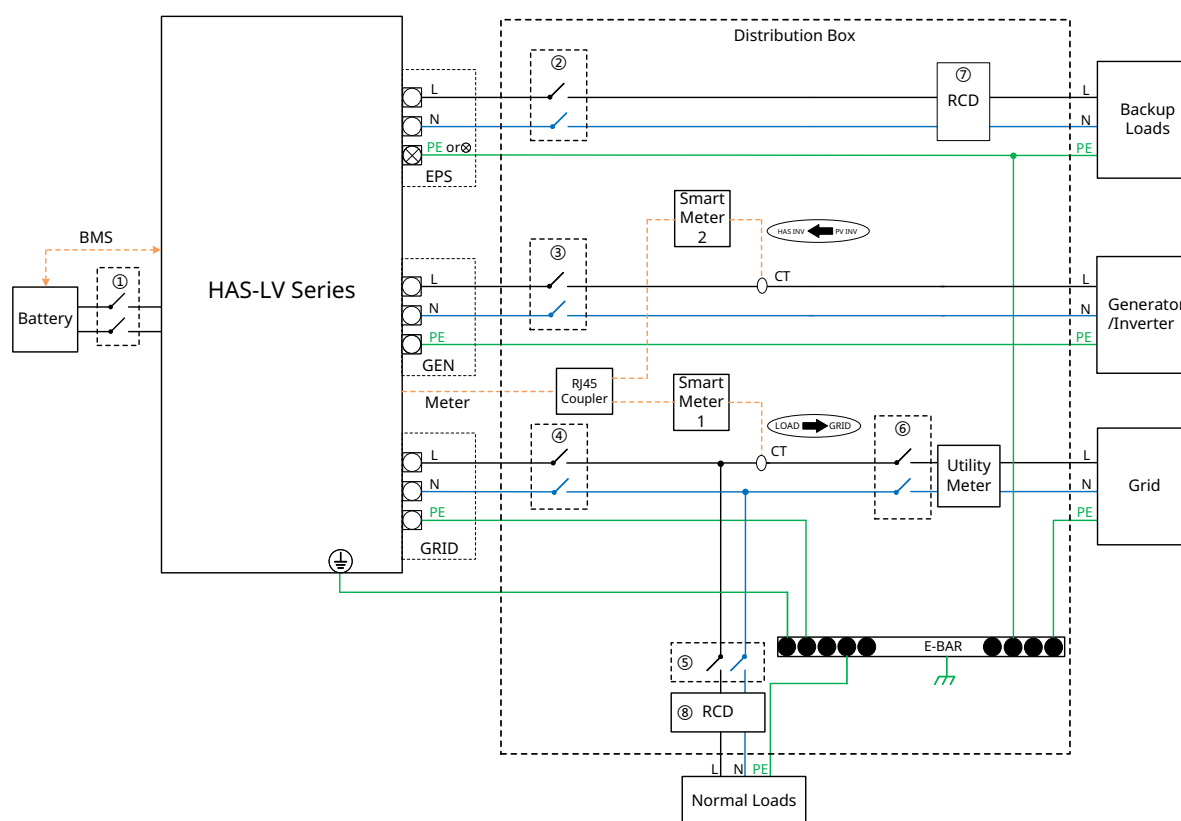 Distribution Box
②
⑦
RCD
L
N
PE or⊗
EPS
L
N
PE
Backup
Loads
BMS
①
Battery
HAS-LV Series
Smart
Meter
2
HAS INV PV INV
CT
③
L
N
PE
GEN
L
N
PE
Generator
/Inverter
Meter
RJ45
Coupler
Smart
Meter
1
LOAD GRID
CT
④
⑥
L
N
PE
GRID
Utility
Meter
L
N
PE
Grid
E-BAR
⑤
⑧ RCD
L N PE
Normal Loads